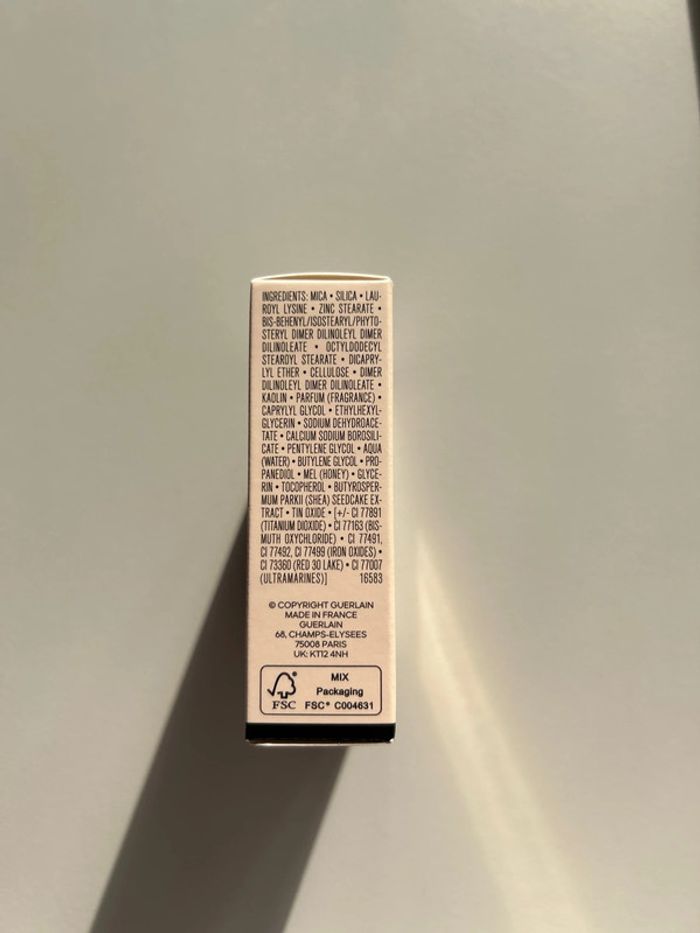 INGREDIENTS: MICA • SILICA • LAU-
ROYL LYSINE • ZINC STEARATE •
BIS-BEHENYL/ISOSTEARYL/PHYTO-
STERYL DIMER DILINOLEYL DIMER
DILINOLEATE • OCTYLDODECYL
STEAROYL STEARATE • DICAPRY-
LYL ETHER • CELLULOSE • DIMER
DILINOLEYL DIMER DILINOLEATE •
KAOLIN • PARFUM (FRAGRANCE) •
CAPRYLYL GLYCOL • ETHYLHEXYL-
GLYCERIN • SODIUM DEHYDROACE-
TATE • CALCIUM SODIUM BOROSILI-
CATE • PENTYLENE GLYCOL • AQUA
(WATER) • BUTYLENE GLYCOL • PRO-
PANEDIOL • MEL (HONEY) • GLYCE-
RIN • TOCOPHEROL • BUTYROSPER-
MUM PARKII (SHEA) SEEDCAKE EX-
TRACT • TIN OXIDE • [+/- CI 77891
(TITANIUM DIOXIDE) • CI 77163 (BIS-
MUTH OXYCHLORIDE) • CI 77491,
CI 77492, CI 77499 (IRON OXIDES) •
CI 73360 (RED 30 LAKE) • CI 77007
(ULTRAMARINES)] 16583
© COPYRIGHT GUERLAIN
MADE IN FRANCE
GUERLAIN
68, CHAMPS-ELYSEES
75008 PARIS
UK: KT12 4NH
MIX
Packaging
FSC FSC® C004631